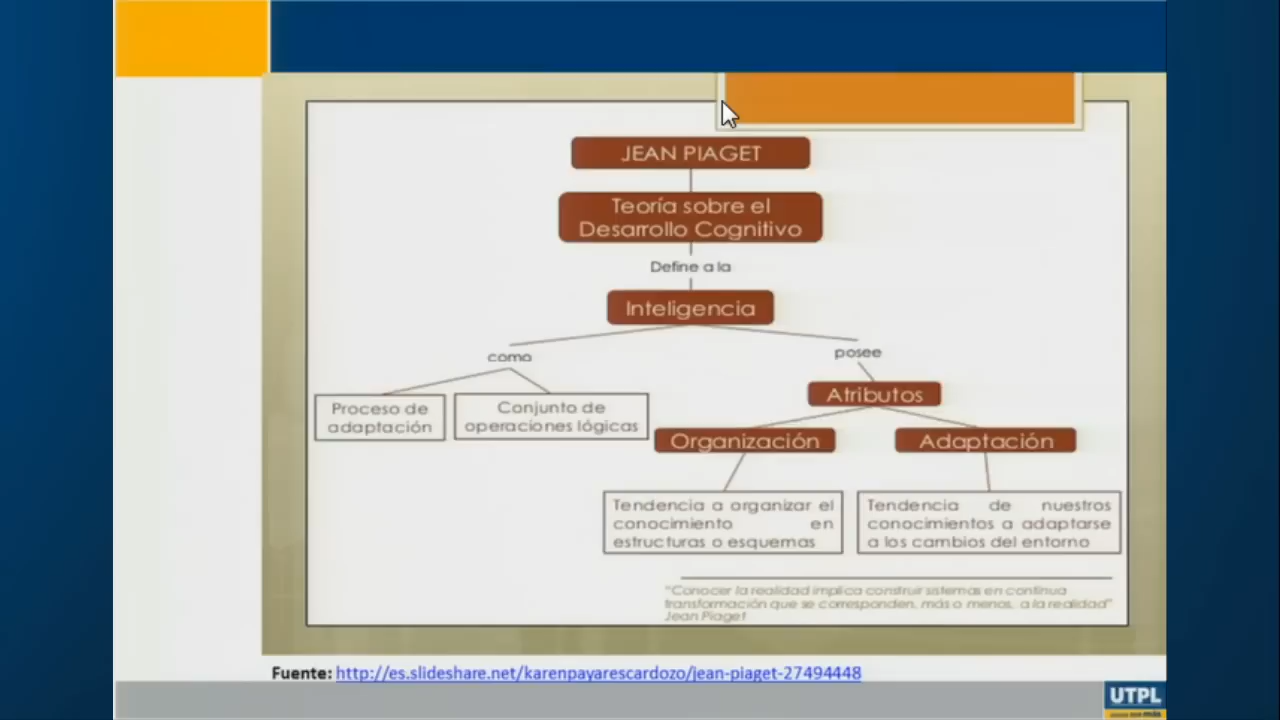 JEAN PIAGET
Teoría sobre el
Desarrollo Cognitivo
Define a la
Inteligencia
como
posee
Proceso de
adaptación
Conjunto de
operaciones lógicas
Atributos
Organización
Adaptación
Tendencia a organizar el
conocimiento en
estructuras o esquemas
Tendencia de nuestros
conocimientos a adaptarse
a los cambios del entorno
"Conocer la realidad implica construir sistemas en continua
transformación que se corresponden, más o menos, a la realidad"
Jean Piaget
Fuente: http://es.slideshare.net/karenpayarescardozo/jean-piaget-27494448
UTPL